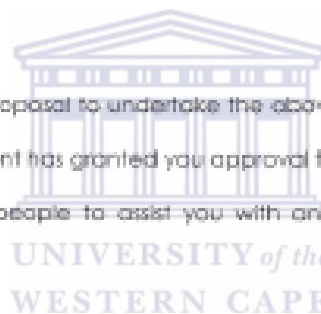 oposal to undertake the abo
nt has granted you approval
people to assist you with an
UNIVERSITY of the
WESTERN CAPE